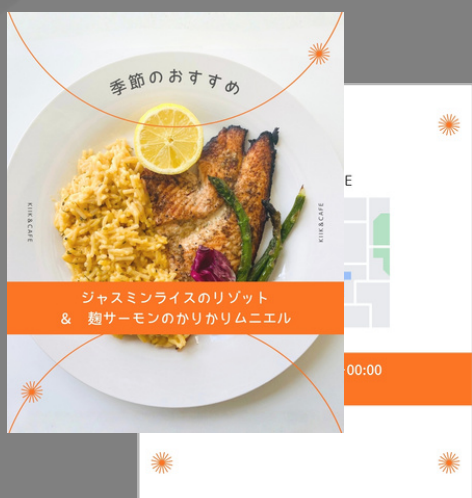 季節のおすすめ
KIIK&CAFE
KIIK&CAFE
ジャスミンライスのリゾット
& 麹サーモンのかりかりムニエル
E
00:00